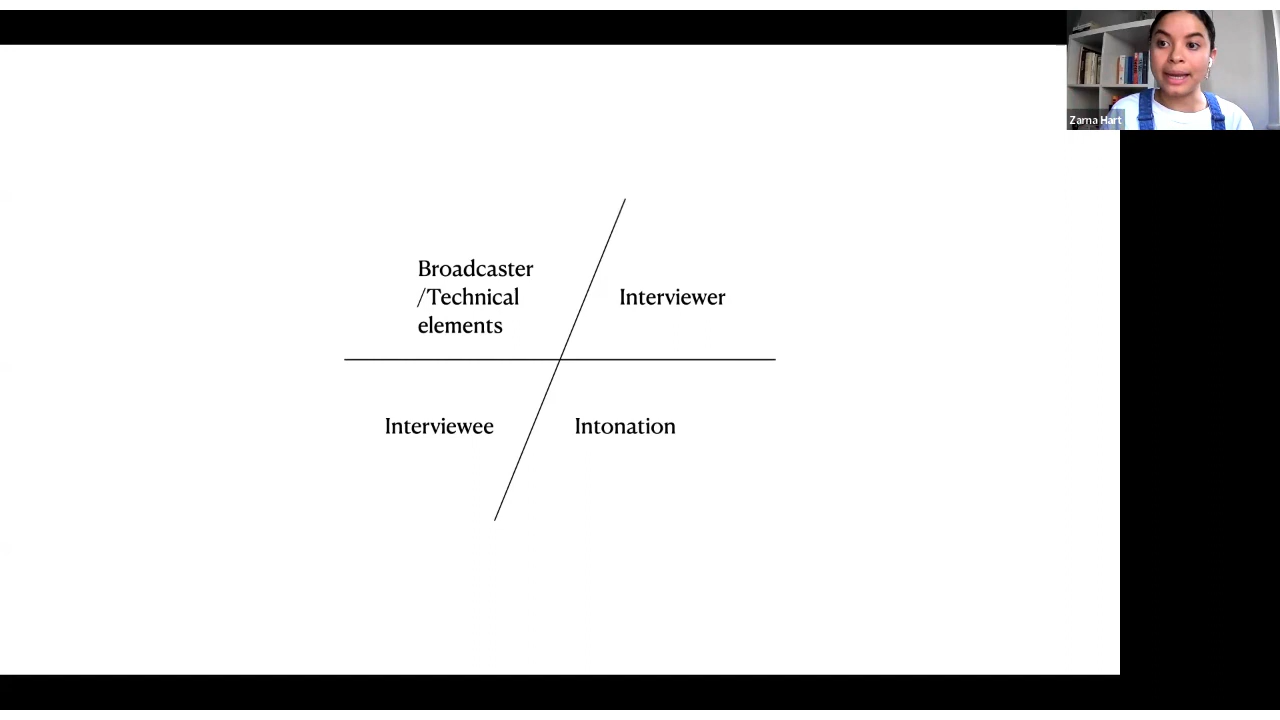 Zarna Hart
Broadcaster
/Technical
elements
Interviewer
Interviewee
Intonation